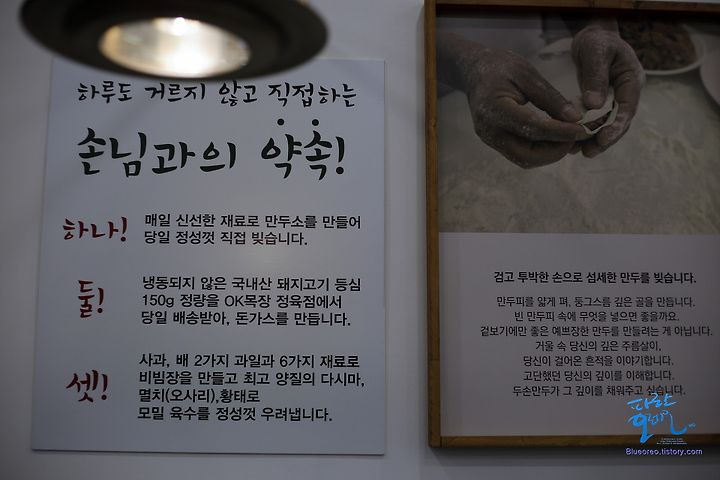 하루도 거르지 않고 직접하는
손님과의 약속!
하나!
매일 신선한 재료로 만두소를 만들어
당일 정성껏 직접 빚습니다.
둘!
냉동되지 않은 국내산 돼지고기 등심
150g 정량을 OK목장 정육점에서
당일 배송받아, 돈가스를 만듭니다.
셋!
사과, 배 2가지 과일과 6가지 재료로
비빔장을 만들고 최고 양질의 다시마,
멸치(오사리),황태로
모밀 육수를 정성껏 우려냅니다.
검고 투박한 손으로 섬세한 만두를 빚습니다.
만두피를 얇게 펴, 둥그스름 깊은 골을 만듭니다.
빈 만두피 속에 무엇을 넣으면 좋을까요.
겉보기에만 좋은 예쁘장한 만두를 만들려는 게 아닙니다.
거울 속 당신의 깊은 주름살이,
당신이 걸어온 흔적을 이야기합니다.
고단했던 당신의 깊이를 이해합니다.
두손만두가 그 깊이를 채워주고 싶습니다.
파란
오레오
Blueoreo.tistory.com